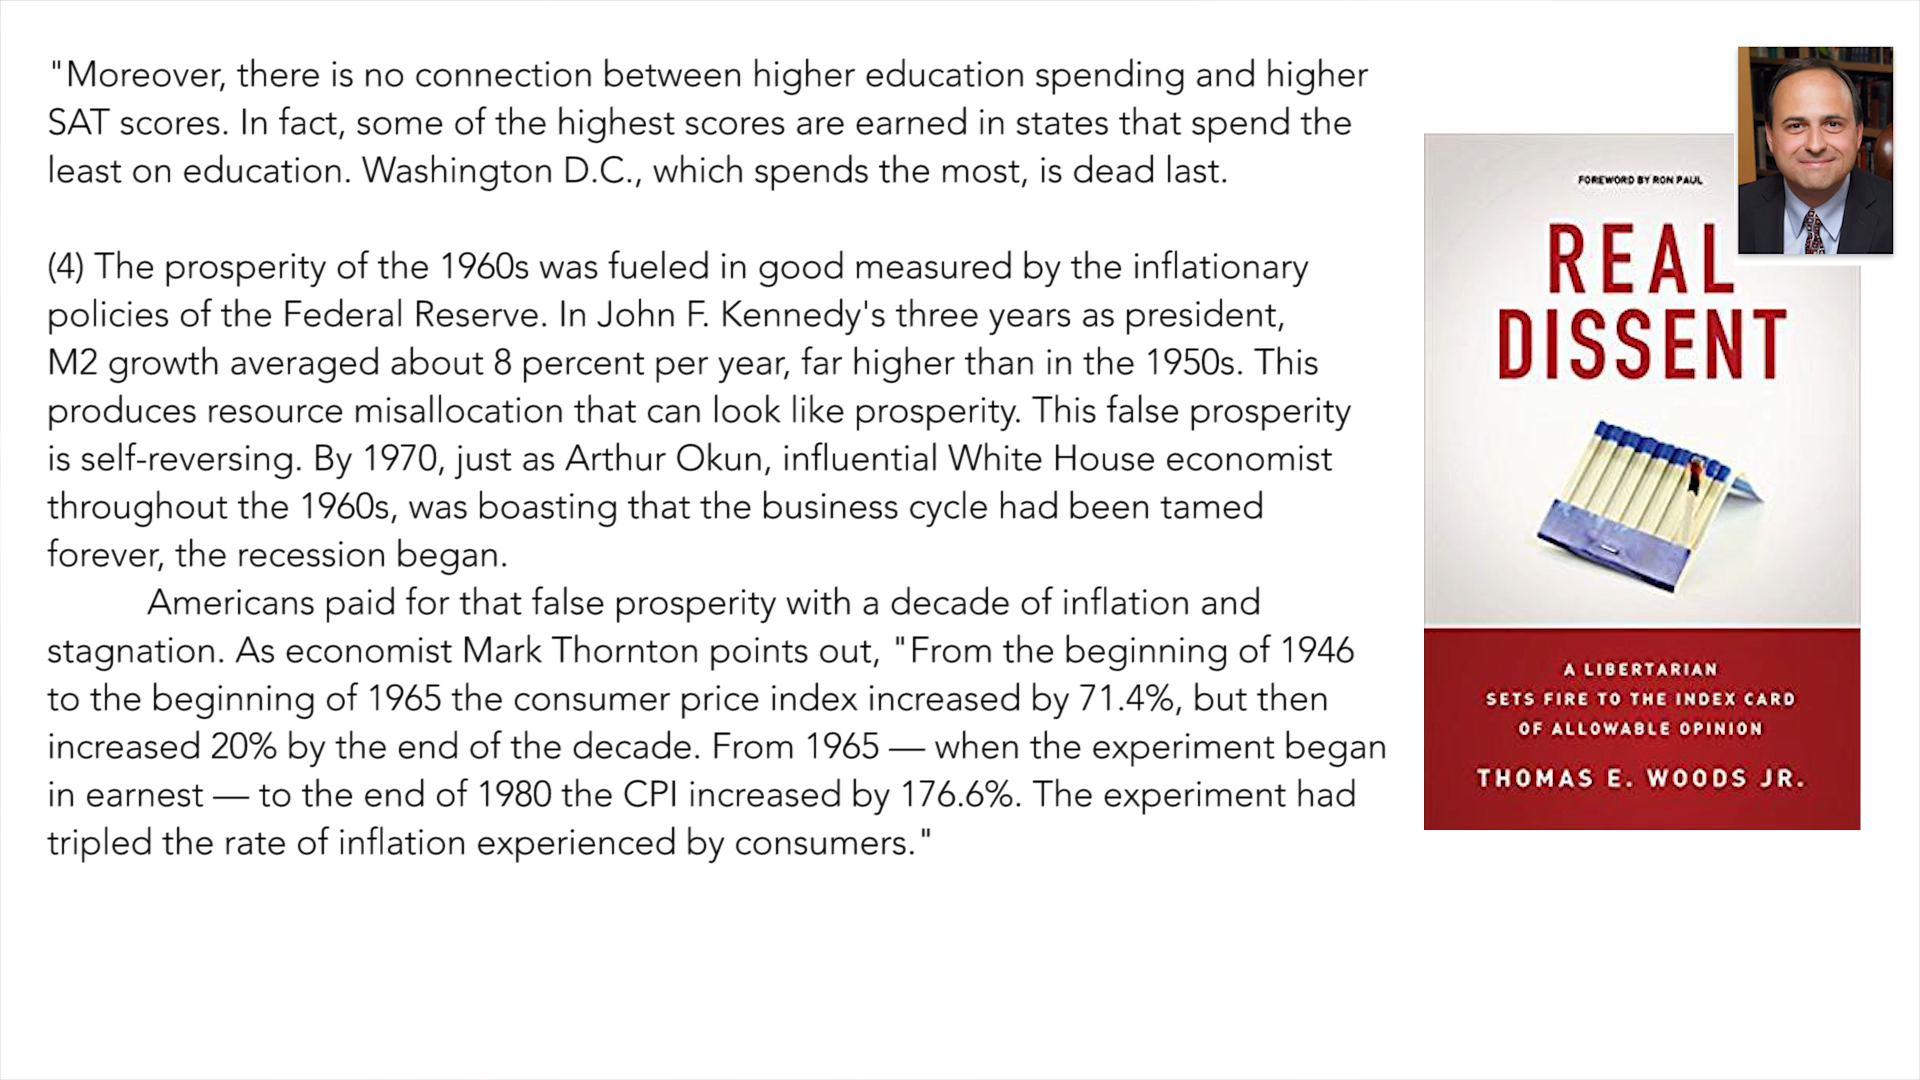 "Moreover, there is no connection between higher education spending and higher
SAT scores. In fact, some of the highest scores are earned in states that spend the
least on education. Washington D.C., which spends the most, is dead last.
(4) The prosperity of the 1960s was fueled in good measured by the inflationary
policies of the Federal Reserve. In John F. Kennedy's three years as president,
M2 growth averaged about 8 percent per year, far higher than in the 1950s. This
produces resource misallocation that can look like prosperity. This false prosperity
is self-reversing. By 1970, just as Arthur Okun, influential White House economist
throughout the 1960s, was boasting that the business cycle had been tamed
forever, the recession began.
Americans paid for that false prosperity with a decade of inflation and
stagnation. As economist Mark Thornton points out, "From the beginning of 1946
to the beginning of 1965 the consumer price index increased by 71.4%, but then
increased 20% by the end of the decade. From 1965 — when the experiment began
in earnest — to the end of 1980 the CPI increased by 176.6%. The experiment had
tripled the rate of inflation experienced by consumers."
FOREWORD BY RON PAUL
REAL
DISSENT
A LIBERTARIAN
SETS FIRE TO THE INDEX CARD
OF ALLOWABLE OPINION
THOMAS E. WOODS JR.